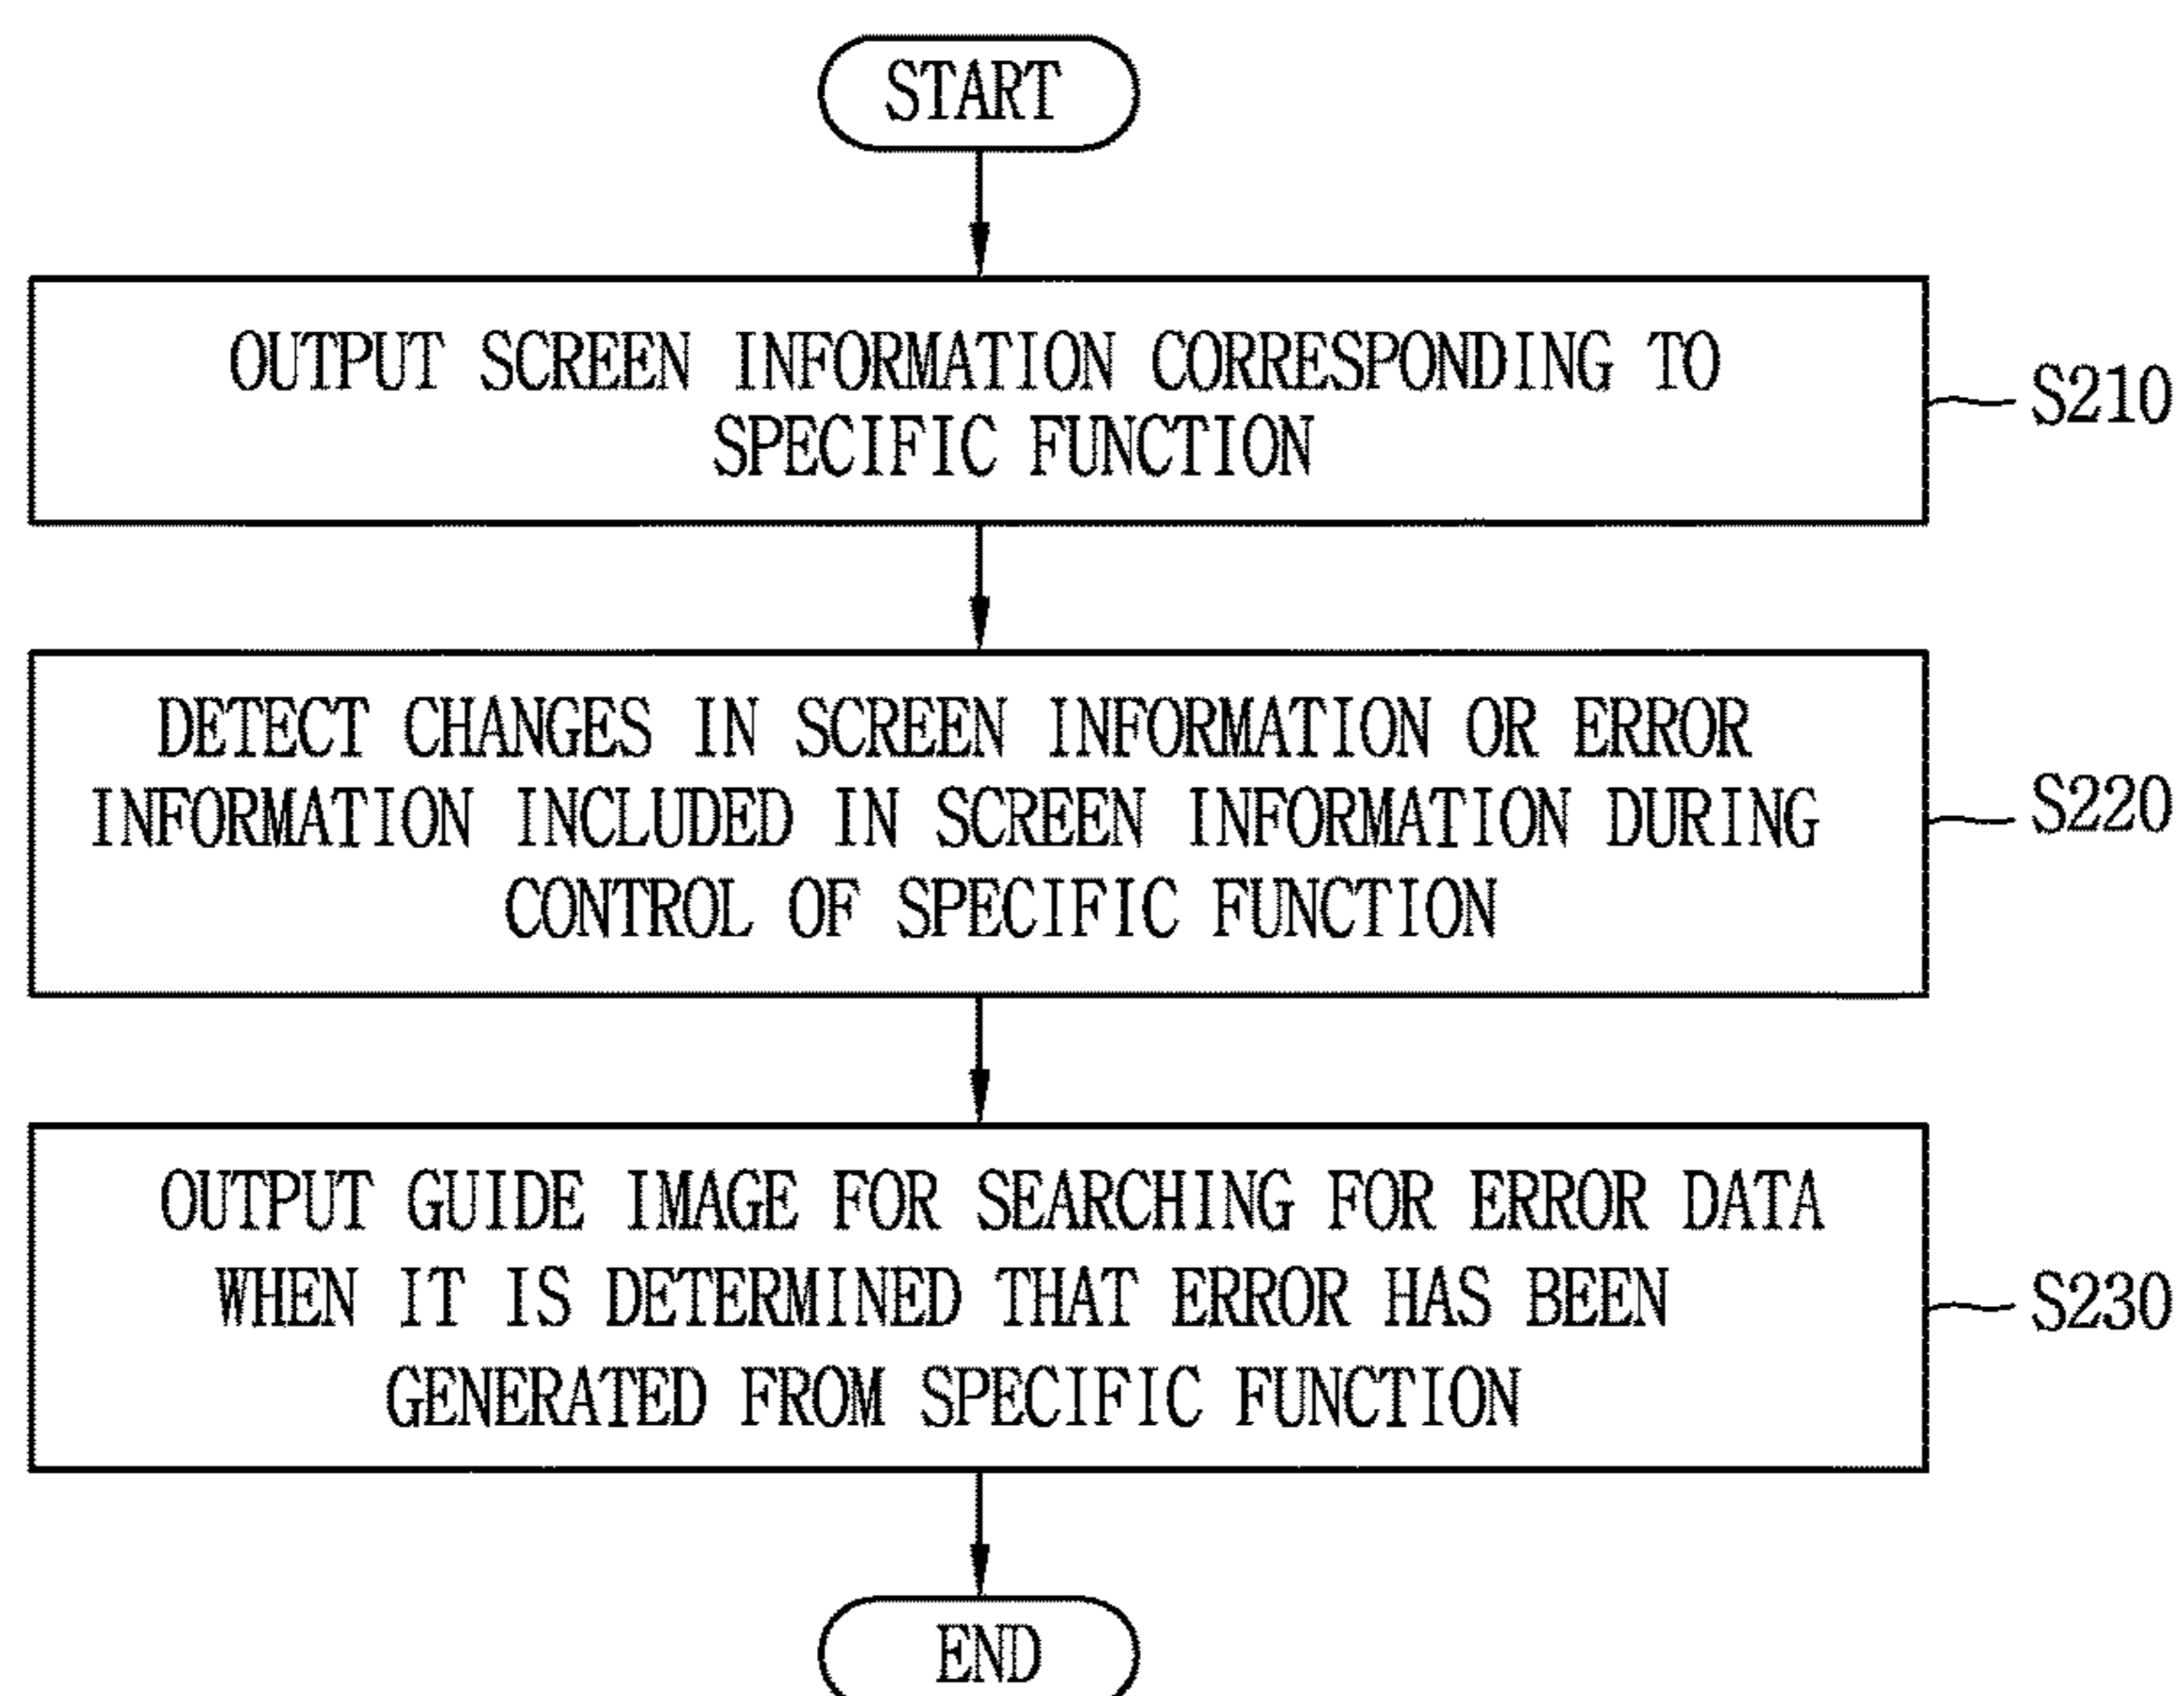 START
OUTPUT SCREEN INFORMATION CORRESPONDING TO
SPECIFIC FUNCTION
S210
DETECT CHANGES IN SCREEN INFORMATION OR ERROR
INFORMATION INCLUDED IN SCREEN INFORMATION DURING
CONTROL OF SPECIFIC FUNCTION
S220
OUTPUT GUIDE IMAGE FOR SEARCHING FOR ERROR DATA
WHEN IT IS DETERMINED THAT ERROR HAS BEEN
GENERATED FROM SPECIFIC FUNCTION
S230
END